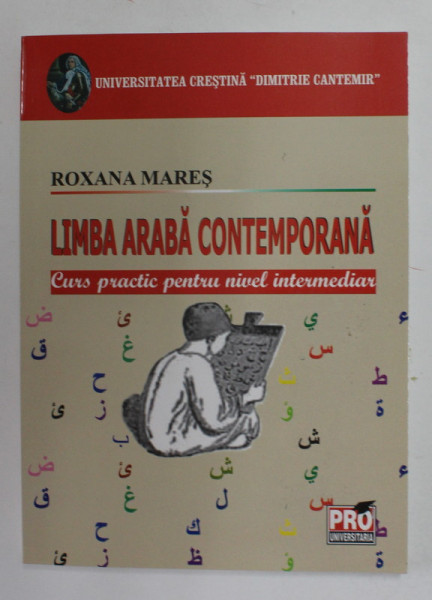 UNIVERSITATEA CREȘTINĂ "DIMITRIE CANTEMIR"
ROXANA MAREȘ
LIMBA ARABĂ CONTEMPORANĂ
Curs practic pentru nivel intermediar
ض ئ ش ي ء
ق غ س
ح ث ط
ئ ز و ة
ب ش
ض ئ ش ي ء
ق غ ل س
ح ك ث ط
ئ ز ظ و ة
PRO
UNIVERSITARIA